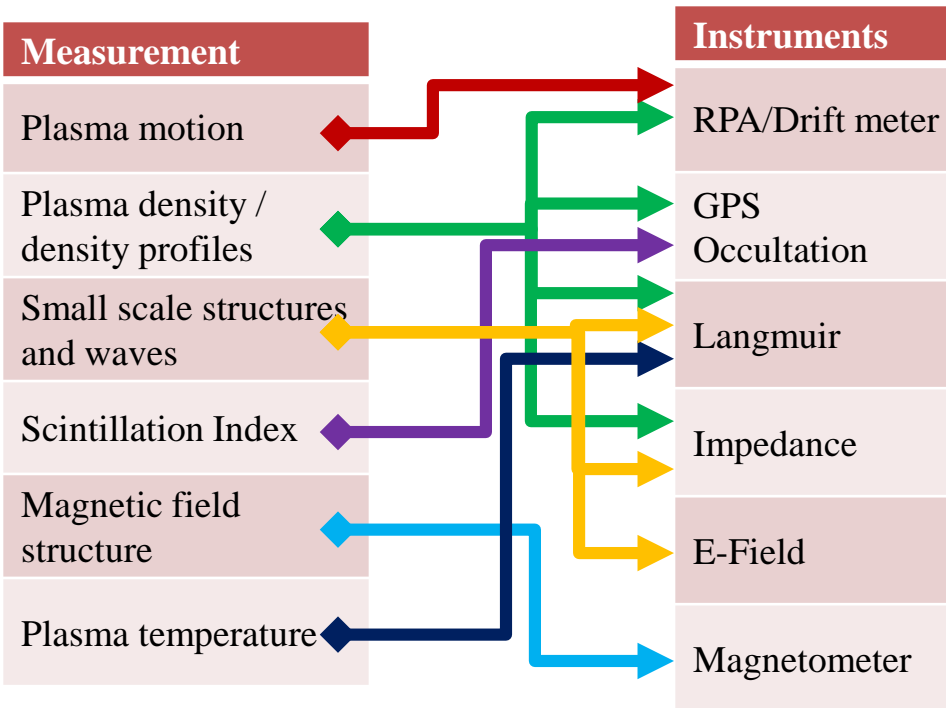 Measurement
Plasma motion
Plasma density /
density profiles
Small scale structures
and waves
Scintillation Index
Magnetic field
structure
Plasma temperature
Instruments
RPA/Drift meter
GPS
Occultation
Langmuir
Impedance
E-Field
Magnetometer